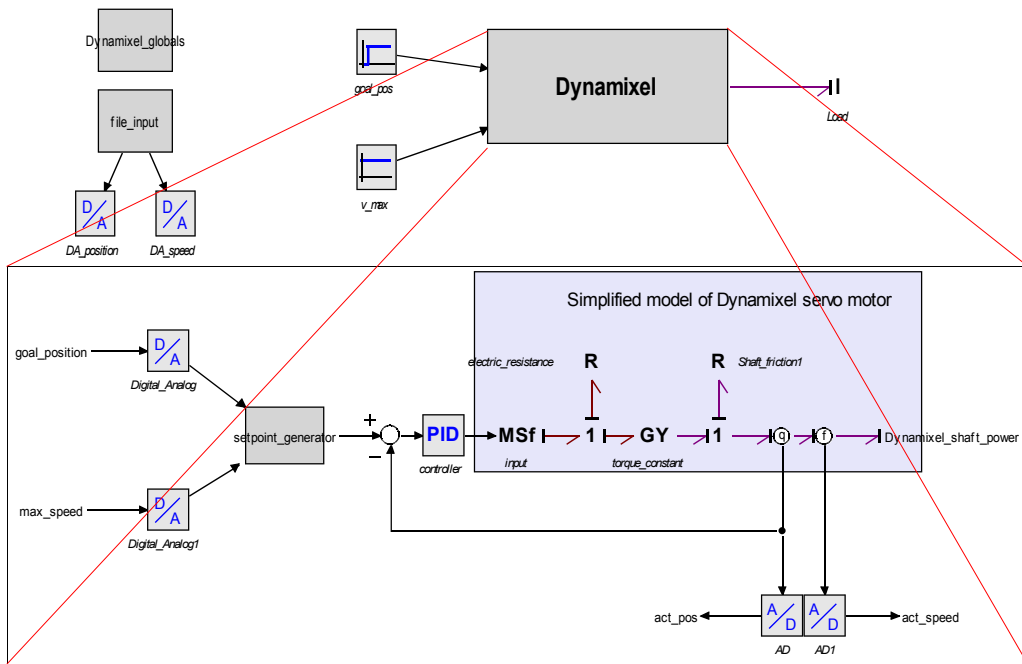 Dynamixel_globals
goal_pos
Dynamixel
Load
file_input
D/A
DA_position
D/A
DA_speed
v_max
Simplified model of Dynamixel servo motor
goal_position
D/A
Digital_Analog
electric_resistance
R
R
Shaft_friction1
setpoint_generator
+
−
PID
controller
MSf
input
1
GY
torque_constant
1
q
f
Dynamixel_shaft_power
max_speed
D/A
Digital_Analog1
act_pos
A/D
AD
A/D
AD1
act_speed